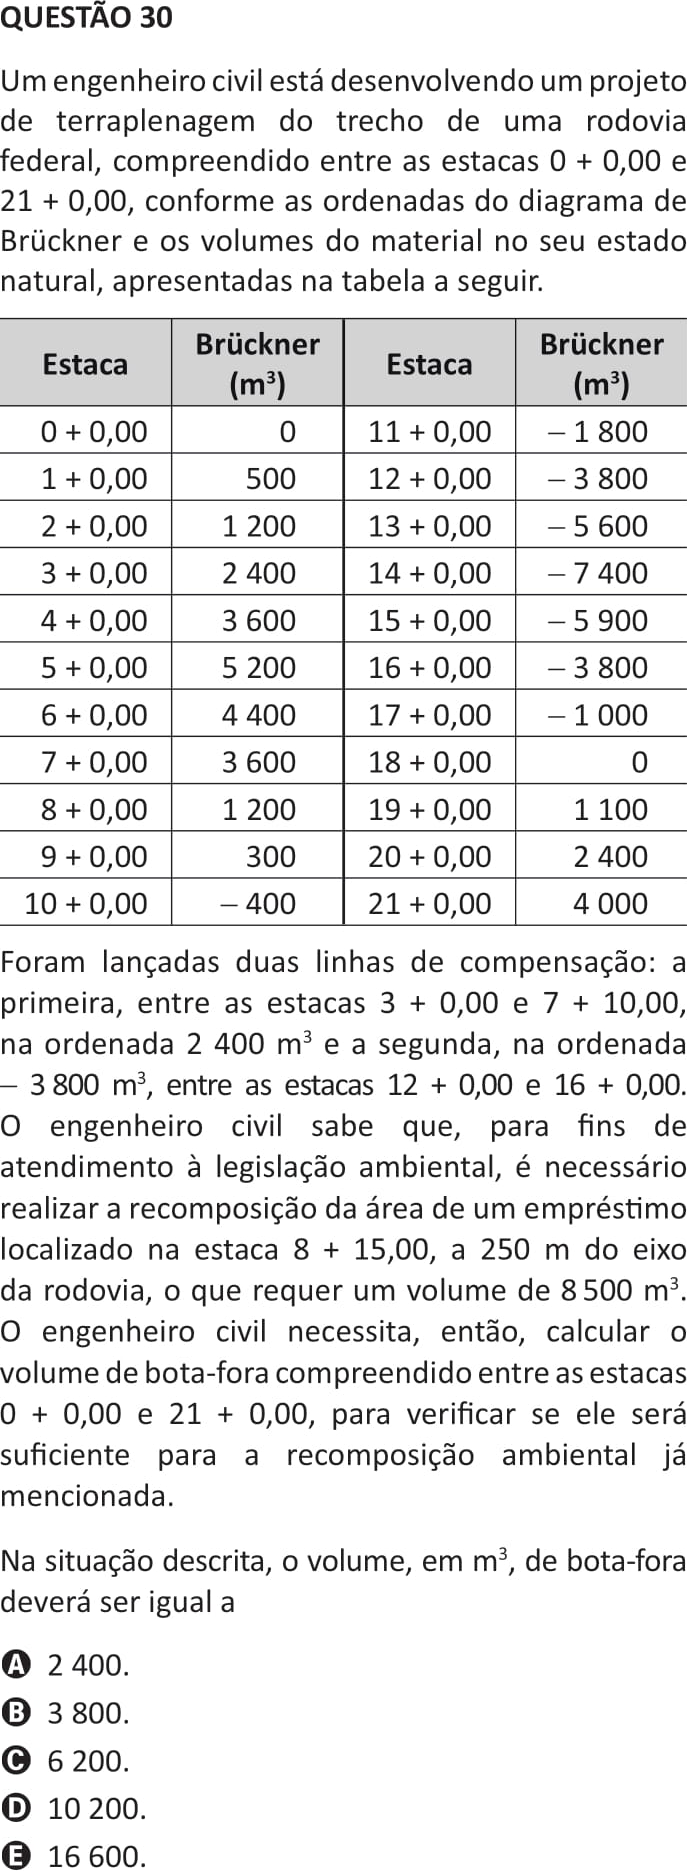 QUESTÃO 30
Um engenheiro civil está desenvolvendo um projeto
de terraplenagem do trecho de uma rodovia
federal, compreendido entre as estacas 0 + 0,00 e
21 + 0,00, conforme as ordenadas do diagrama de
Brückner e os volumes do material no seu estado
natural, apresentadas na tabela a seguir.
Estaca Brückner (m³) Estaca Brückner (m³)
0 + 0,00 0 11 + 0,00 – 1 800
1 + 0,00 500 12 + 0,00 – 3 800
2 + 0,00 1 200 13 + 0,00 – 5 600
3 + 0,00 2 400 14 + 0,00 – 7 400
4 + 0,00 3 600 15 + 0,00 – 5 900
5 + 0,00 5 200 16 + 0,00 – 3 800
6 + 0,00 4 400 17 + 0,00 – 1 000
7 + 0,00 3 600 18 + 0,00 0
8 + 0,00 1 200 19 + 0,00 1 100
9 + 0,00 300 20 + 0,00 2 400
10 + 0,00 – 400 21 + 0,00 4 000
Foram lançadas duas linhas de compensação: a
primeira, entre as estacas 3 + 0,00 e 7 + 10,00,
na ordenada 2 400 m³ e a segunda, na ordenada
– 3 800 m³, entre as estacas 12 + 0,00 e 16 + 0,00.
O engenheiro civil sabe que, para fins de
atendimento à legislação ambiental, é necessário
realizar a recomposição da área de um empréstimo
localizado na estaca 8 + 15,00, a 250 m do eixo
da rodovia, o que requer um volume de 8 500 m³.
O engenheiro civil necessita, então, calcular o
volume de bota-fora compreendido entre as estacas
0 + 0,00 e 21 + 0,00, para verificar se ele será
suficiente para a recomposição ambiental já
mencionada.
Na situação descrita, o volume, em m³, de bota-fora
deverá ser igual a
A 2 400.
B 3 800.
C 6 200.
D 10 200.
E 16 600.